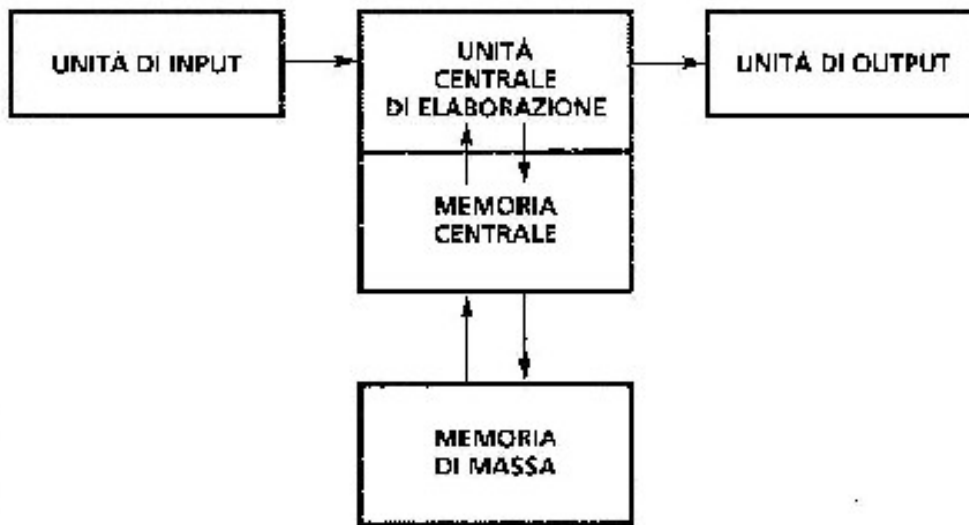 UNITÀ DI INPUT
UNITÀ
CENTRALE
DI ELABORAZIONE
UNITÀ DI OUTPUT
MEMORIA
CENTRALE
MEMORIA
DI MASSA